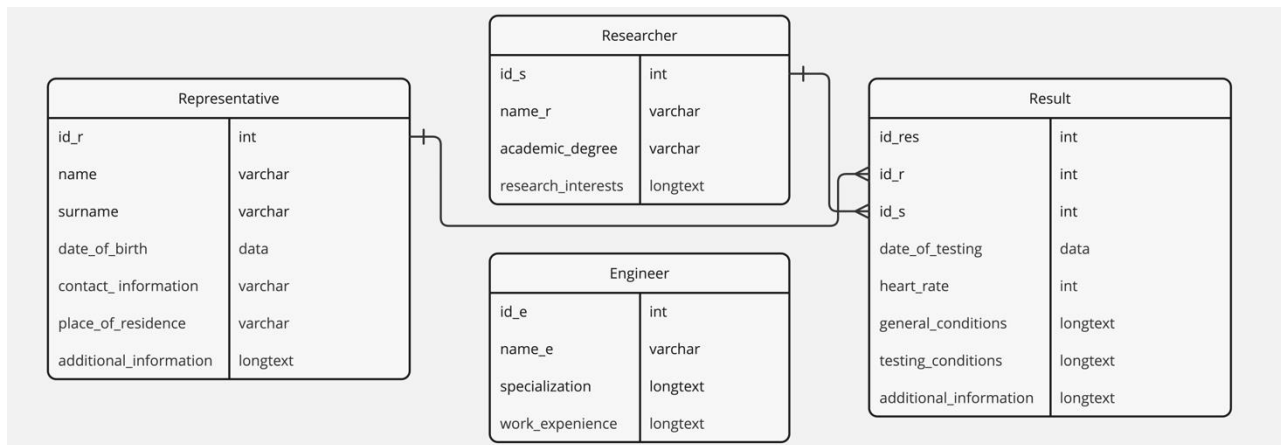 Representative
id_r int
name varchar
surname varchar
date_of_birth data
contact_ information varchar
place_of_residence varchar
additional_information longtext
Researcher
id_s int
name_r varchar
academic_degree varchar
research_interests longtext
Engineer
id_e int
name_e varchar
specialization longtext
work_expenience longtext
Result
id_res int
id_r int
id_s int
date_of_testing data
heart_rate int
general_conditions longtext
testing_conditions longtext
additional_information longtext